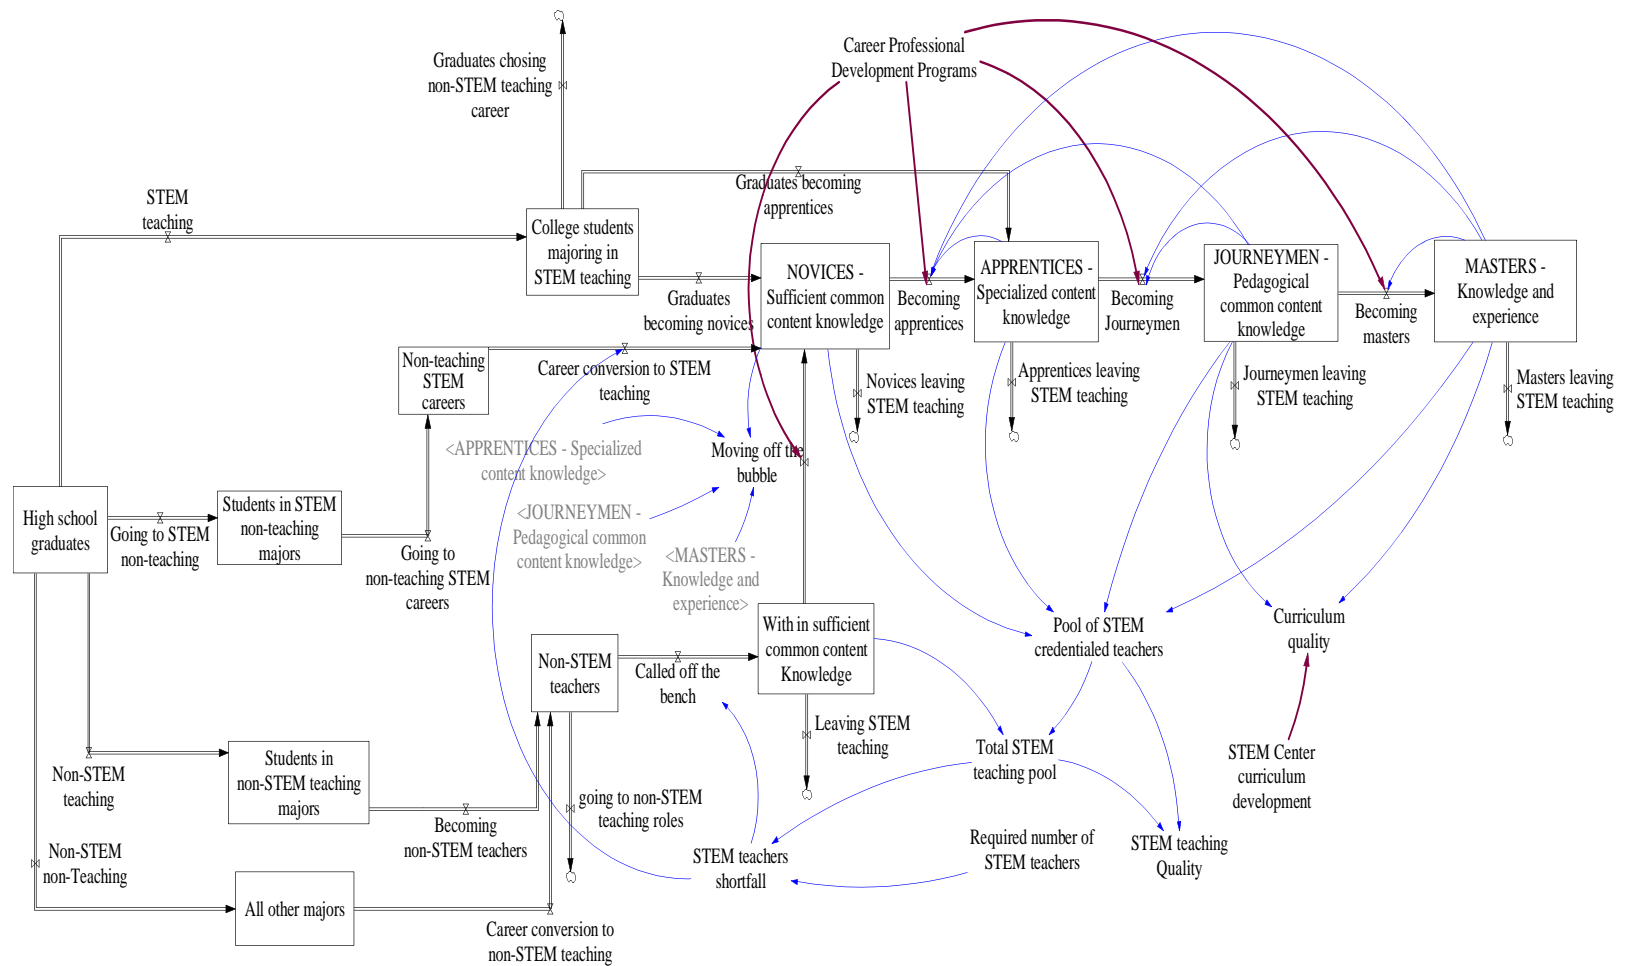 Graduates chosing
non-STEM teaching
career
Career Professional
Development Programs
STEM
teaching
Graduates becoming
apprentices
College students
majoring in
STEM teaching
NOVICES -
Sufficient common
content knowledge
APPRENTICES -
Specialized content
knowledge
JOURNEYMEN -
Pedagogical
common content
knowledge
MASTERS -
Knowledge and
experience
Graduates
becoming novices
Becoming
apprentices
Becoming
Journeymen
Becoming
masters
Non-teaching
STEM
careers
Career conversion to STEM
teaching
Novices leaving
STEM teaching
Apprentices leaving
STEM teaching
Journeymen leaving
STEM teaching
Masters leaving
STEM teaching
<APPRENTICES - Specialized
content knowledge>
Moving off the
bubble
<JOURNEYMEN -
Pedagogical common
content knowledge>
<MASTERS -
Knowledge and
experience>
High school
graduates
Going to STEM
non-teaching
Students in STEM
non-teaching
majors
Going to
non-teaching STEM
careers
With in sufficient
common content
Knowledge
Pool of STEM
credentialed teachers
Curriculum
quality
Non-STEM
teachers
Called off the
bench
Leaving STEM
teaching
Total STEM
teaching pool
STEM Center
curriculum
development
Non-STEM
teaching
Students in
non-STEM teaching
majors
Becoming
non-STEM teachers
going to non-STEM
teaching roles
STEM teachers
shortfall
Required number of
STEM teachers
STEM teaching
Quality
Non-STEM
non-Teaching
All other majors
Career conversion to
non-STEM teaching